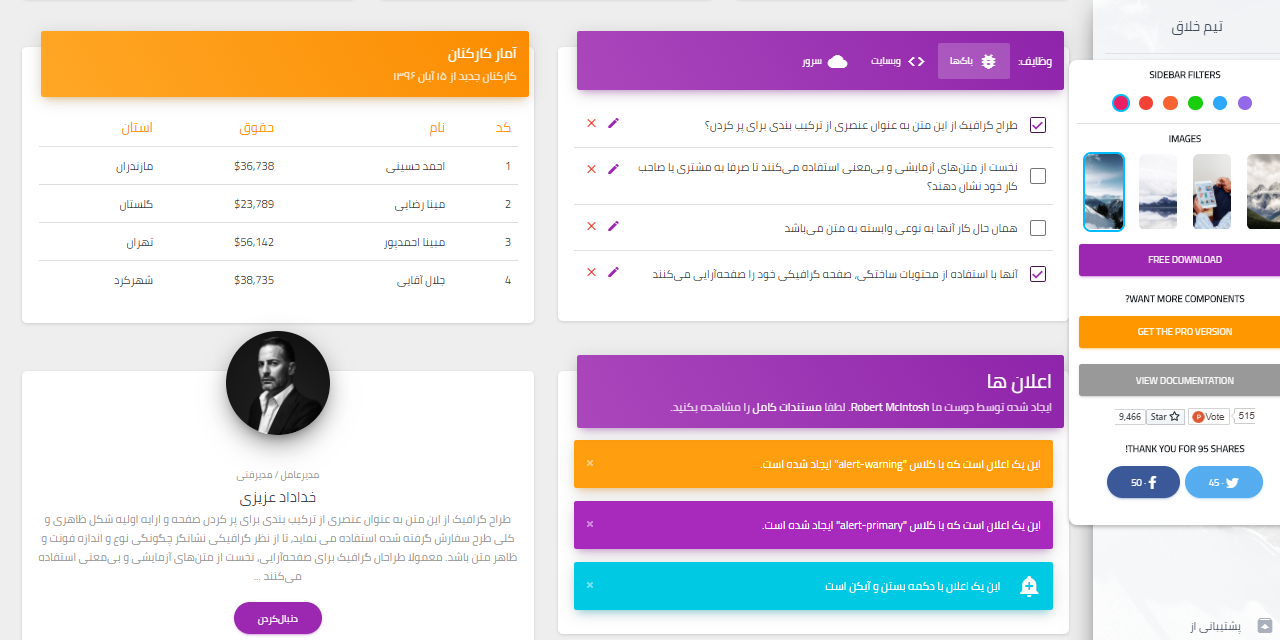 تیم خلاق
SIDEBAR FILTERS
IMAGES
FREE DOWNLOAD
?WANT MORE COMPONENTS
GET THE PRO VERSION
VIEW DOCUMENTATION
9,466 Star Vote 515
!THANK YOU FOR 95 SHARES
50 · 45 ·
پشتیبانی از
وظایف: باگ‌ها وبسایت سرور
طراح گرافیک از این متن به عنوان عنصری از ترکیب بندی برای پر کردن؟
نخست از متن‌های آزمایشی و بی‌معنی استفاده می‌کنند تا صرفا به مشتری یا صاحب
کار خود نشان دهند؟
همان حال کار آنها به نوعی وابسته به متن می‌باشد
آنها با استفاده از محتویات ساختگی، صفحه گرافیکی خود را صفحه‌آرایی می‌کنند
آمار کارکنان
کارکنان جدید از ۱۵ آبان ۱۳۹۶
کد نام حقوق استان
1 احمد حسینی $36,738 مازندران
2 مینا رضایی $23,789 گلستان
3 مبینا احمدپور $56,142 تهران
4 جلال آقایی $38,735 شهرکرد
اعلان ها
ایجاد شده توسط دوست ما Robert McIntosh. لطفا مستندات کامل را مشاهده بکنید.
این یک اعلان است که با کلاس "alert-warning" ایجاد شده است. ×
این یک اعلان است که با کلاس "alert-primary" ایجاد شده است. ×
این یک اعلان با دکمه بستن و آیکن است ×
مدیرعامل / مدیرفنی
خداداد عزیزی
طراح گرافیک از این متن به عنوان عنصری از ترکیب بندی برای پر کردن صفحه و ارایه اولیه شکل ظاهری و
کلی طرح سفارش گرفته شده استفاده می نماید، تا از نظر گرافیکی نشانگر چگونگی نوع و اندازه فونت و
ظاهر متن باشد. معمولا طراحان گرافیک برای صفحه‌آرایی، نخست از متن‌های آزمایشی و بی‌معنی استفاده
می‌کنند ...
دنبال‌کردن